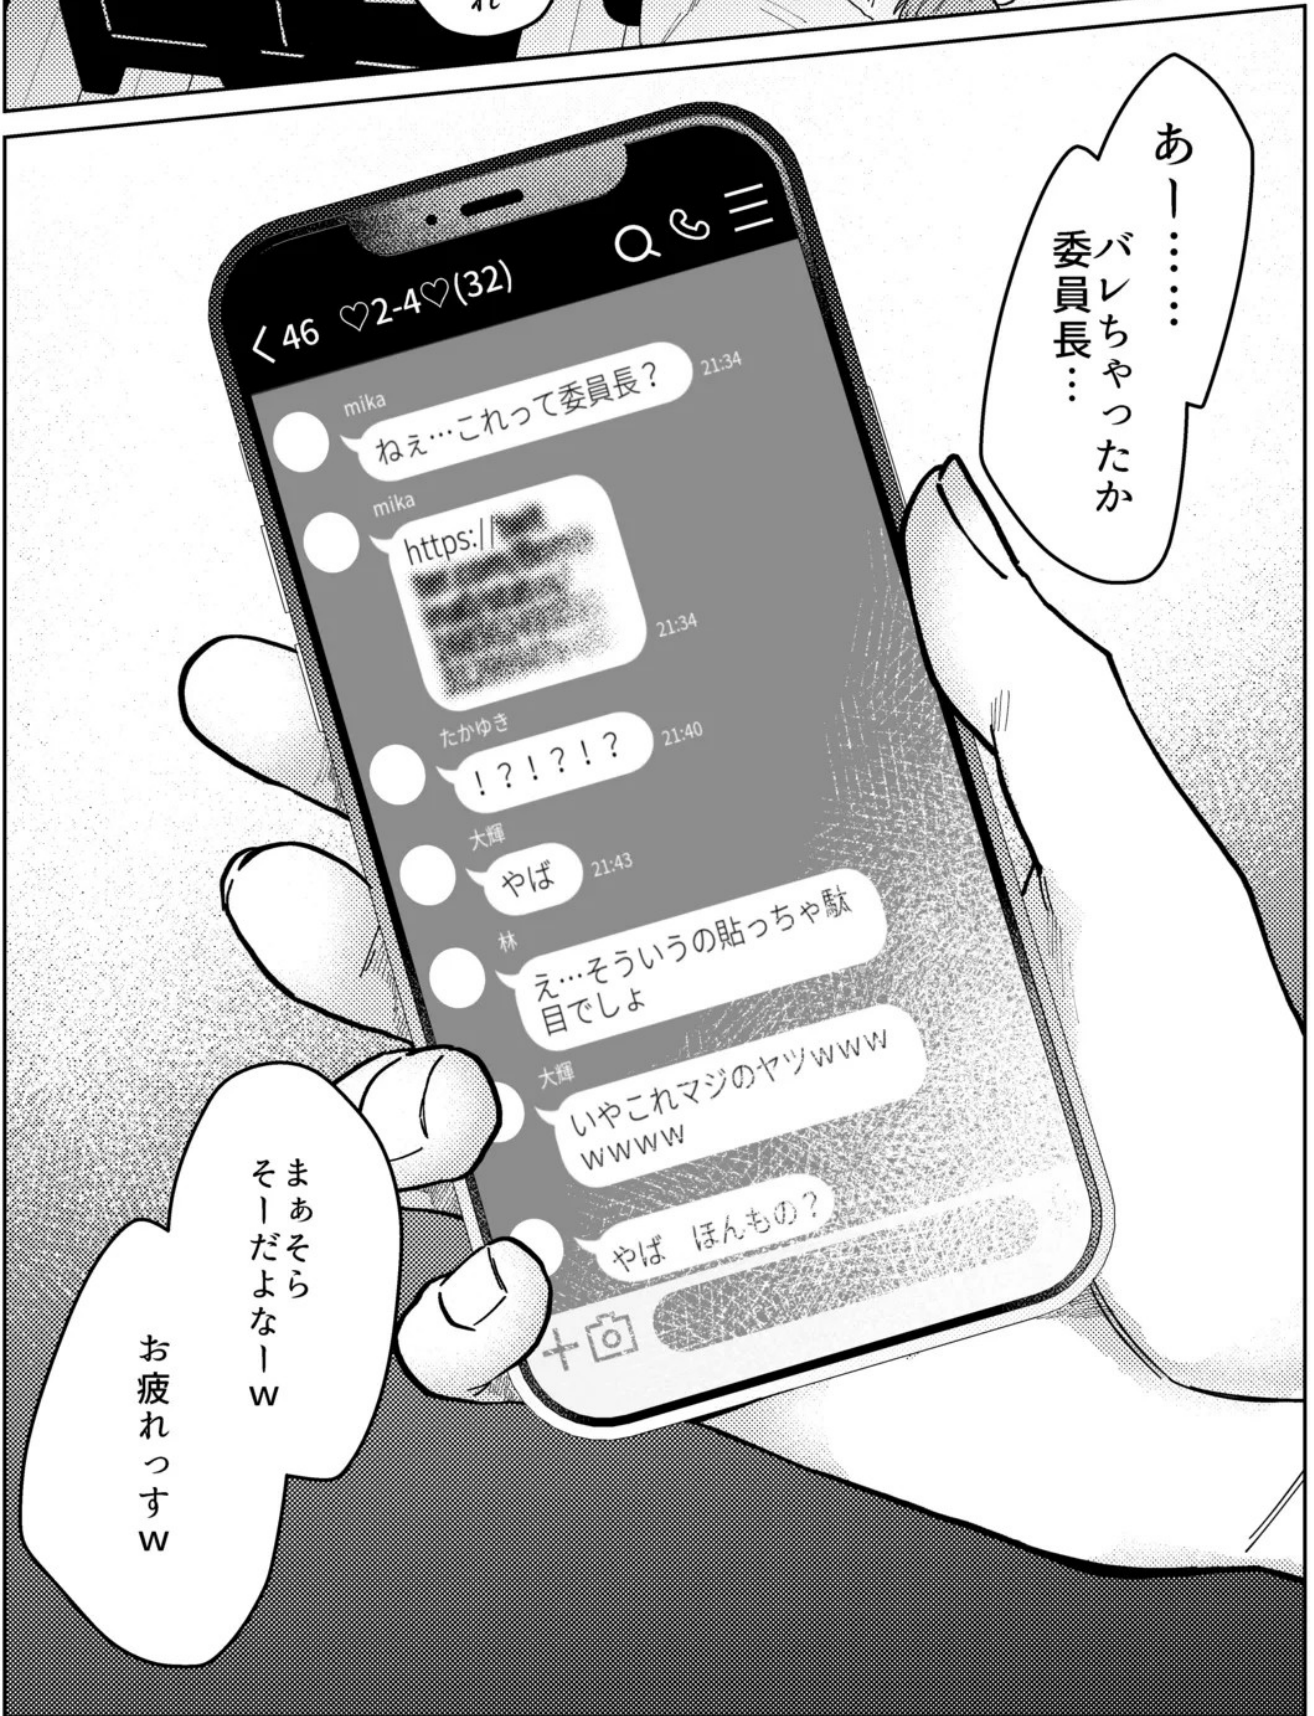 れ
あー……
バレちゃったか
委員長…
46 ♡2-4♡(32)
mika
ねぇ…これって委員長？
21:34
mika
https://
21:34
たかゆき
！？！？！？
21:40
大輝
やば
21:43
林
え…そういうの貼っちゃ駄
目でしょ
大輝
いやこれマジのヤツwww
wwww
やば ほんもの？
まぁそら
そーだよなーw
お疲れっすw